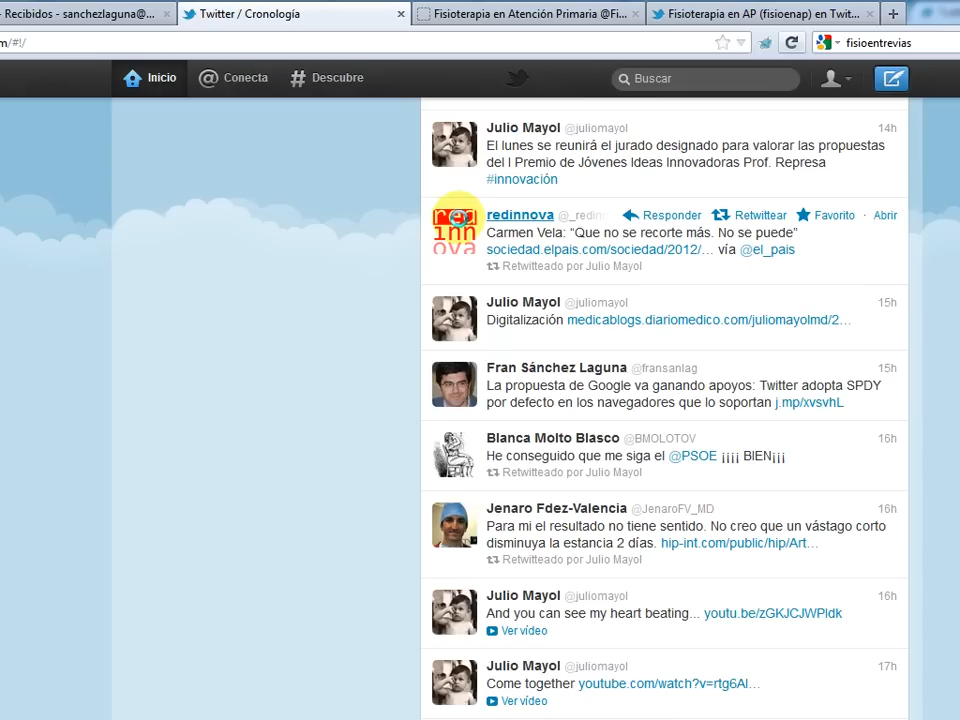 - Recibidos - sanchezlaguna@... ×
Twitter / Cronología ×
Fisioterapia en Atención Primaria @Fi... ×
Fisioterapia en AP (fisioenap) en Twit... ×
+
m/#!/
fisioentrevias
Inicio
@ Conecta
# Descubre
Buscar
Julio Mayol @juliomayol 14h
El lunes se reunirá el jurado designado para valorar las propuestas
del I Premio de Jóvenes Ideas Innovadoras Prof. Represa
#innovación
red
inn
ova
redinnova @_redinn Responder Retwittear Favorito · Abrir
Carmen Vela: “Que no se recorte más. No se puede”
sociedad.elpais.com/sociedad/2012/… vía @el_pais
Retwitteado por Julio Mayol
Julio Mayol @juliomayol 15h
Digitalización medicablogs.diariomedico.com/juliomayolmd/2…
Fran Sánchez Laguna @fransanlag 15h
La propuesta de Google va ganando apoyos: Twitter adopta SPDY
por defecto en los navegadores que lo soportan j.mp/xvsvhL
Blanca Molto Blasco @BMOLOTOV 16h
He conseguido que me siga el @PSOE ¡¡¡¡ BIEN¡¡¡
Retwitteado por Julio Mayol
Jenaro Fdez-Valencia @JenaroFV_MD 16h
Para mi el resultado no tiene sentido. No creo que un vástago corto
disminuya la estancia 2 días. hip-int.com/public/hip/Art…
Retwitteado por Julio Mayol
Julio Mayol @juliomayol 16h
And you can see my heart beating... youtu.be/zGKJCJWPldk
Ver vídeo
Julio Mayol @juliomayol 17h
Come together youtube.com/watch?v=rtg6Al…
Ver vídeo